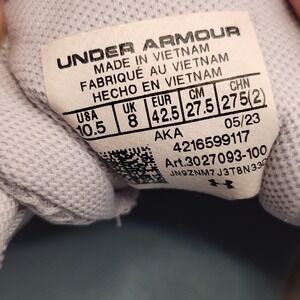 UNDER ARMOUR
MADE IN VIETNAM
FABRIQUÉ AU VIETNAM
HECHO EN VIETNAM
USA UK EUR CM CHN
10.5 8 42.5 27.5 275(2)
AKA 05/23
4216599117
Art.3027093-100